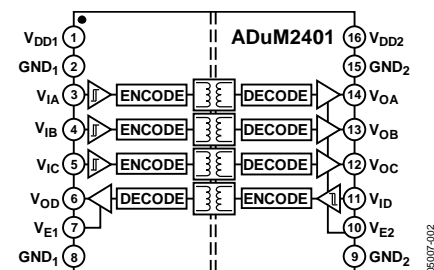 ADuM2401
VDD1 1 16 VDD2
GND1 2 15 GND2
VIA 3 ENCODE DECODE 14 VOA
VIB 4 ENCODE DECODE 13 VOB
VIC 5 ENCODE DECODE 12 VOC
VOD 6 DECODE ENCODE 11 VID
VE1 7 10 VE2
GND1 8 9 GND2
05007-002